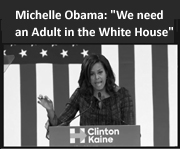 Michelle Obama: "We need
an Adult in the White House"
Clinton
Kaine